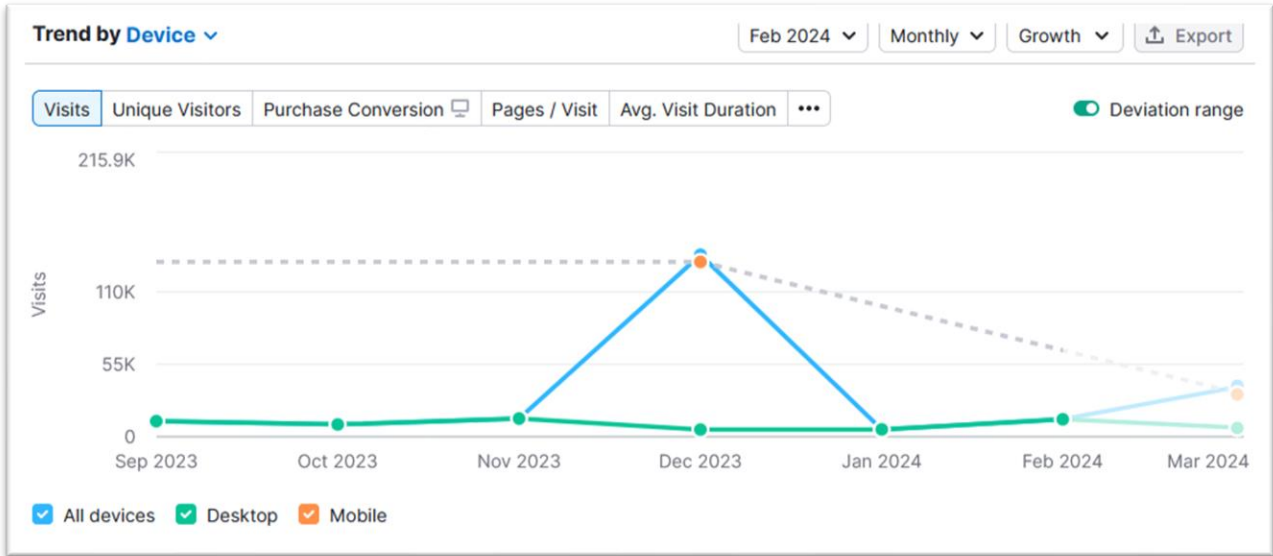 Trend by Device
Feb 2024 Monthly Growth Export
Visits Unique Visitors Purchase Conversion Pages / Visit Avg. Visit Duration ••• Deviation range
215.9K
Visits
110K
55K
0
Sep 2023 Oct 2023 Nov 2023 Dec 2023 Jan 2024 Feb 2024 Mar 2024
All devices Desktop Mobile